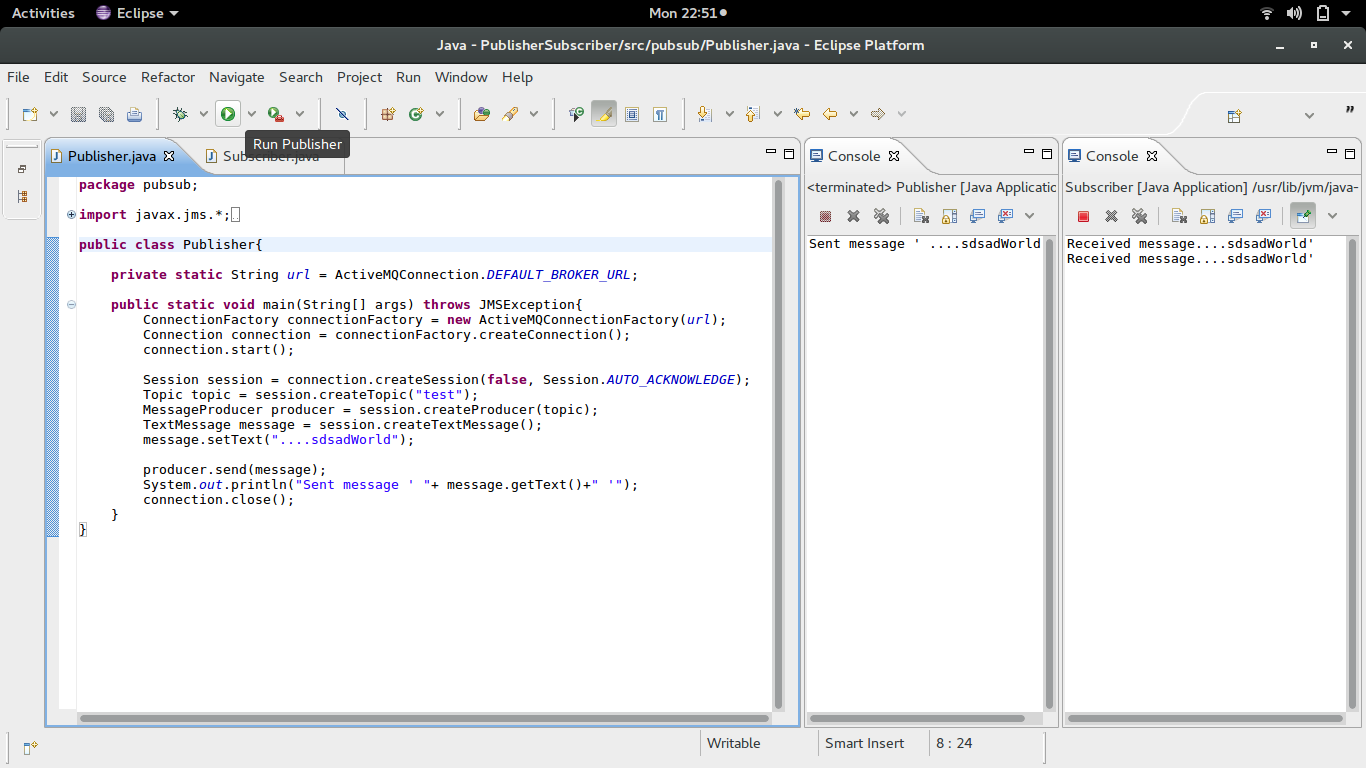 Activities Eclipse Mon 22:51
Java - PublisherSubscriber/src/pubsub/Publisher.java - Eclipse Platform
File Edit Source Refactor Navigate Search Project Run Window Help
Run Publisher
Publisher.java Subscriber.java
package pubsub;
import javax.jms.*;
public class Publisher{
private static String url = ActiveMQConnection.DEFAULT_BROKER_URL;
public static void main(String[] args) throws JMSException{
ConnectionFactory connectionFactory = new ActiveMQConnectionFactory(url);
Connection connection = connectionFactory.createConnection();
connection.start();
Session session = connection.createSession(false, Session.AUTO_ACKNOWLEDGE);
Topic topic = session.createTopic("test");
MessageProducer producer = session.createProducer(topic);
TextMessage message = session.createTextMessage();
message.setText("....sdsadWorld");
producer.send(message);
System.out.println("Sent message ' "+ message.getText()+" '");
connection.close();
}
}
Console
<terminated> Publisher [Java Applicatic
Sent message ' ....sdsadWorld
Console
Subscriber [Java Application] /usr/lib/jvm/java-
Received message....sdsadWorld'
Received message....sdsadWorld'
Writable Smart Insert 8 : 24